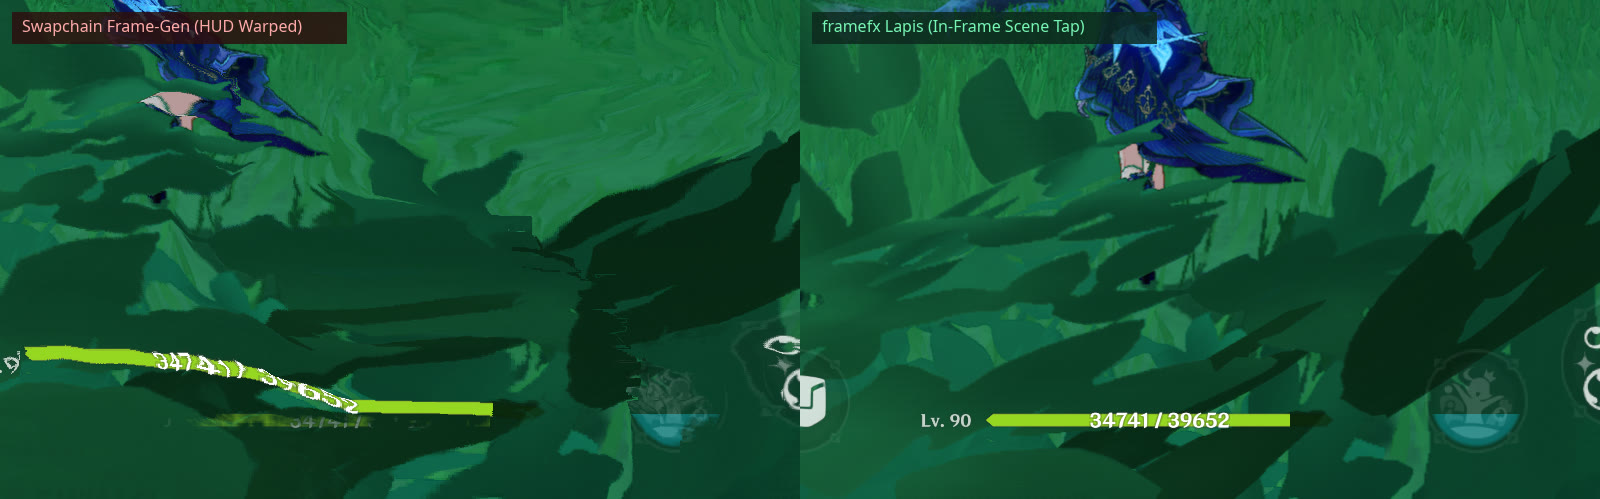 Swapchain Frame-Gen (HUD Warped)
framefx Lapis (In-Frame Scene Tap)
Lv. 90
34741 / 39652